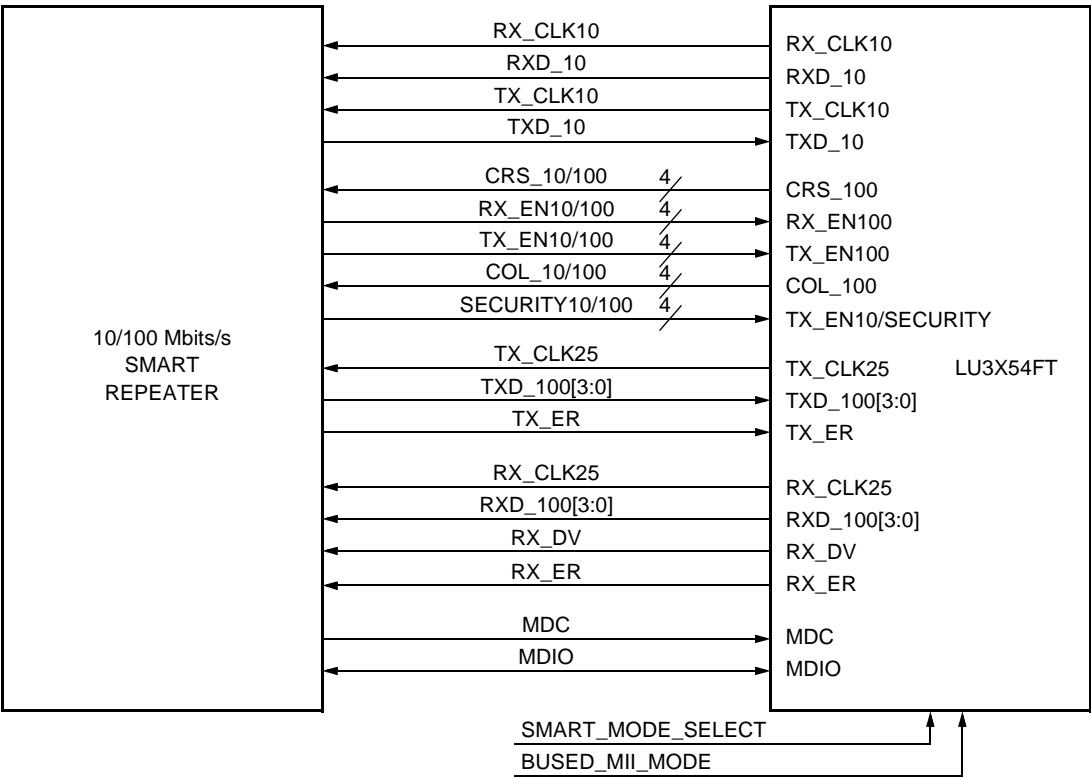 RX_CLK10
RXD_10
TX_CLK10
TXD_10
CRS_10/100 4
RX_EN10/100 4
TX_EN10/100 4
COL_10/100 4
SECURITY10/100 4
TX_CLK25
TXD_100[3:0]
TX_ER
RX_CLK25
RXD_100[3:0]
RX_DV
RX_ER
MDC
MDIO
10/100 Mbits/s
SMART
REPEATER
RX_CLK10
RXD_10
TX_CLK10
TXD_10
CRS_100
RX_EN100
TX_EN100
COL_100
TX_EN10/SECURITY
TX_CLK25 LU3X54FT
TXD_100[3:0]
TX_ER
RX_CLK25
RXD_100[3:0]
RX_DV
RX_ER
MDC
MDIO
SMART_MODE_SELECT
BUSED_MII_MODE